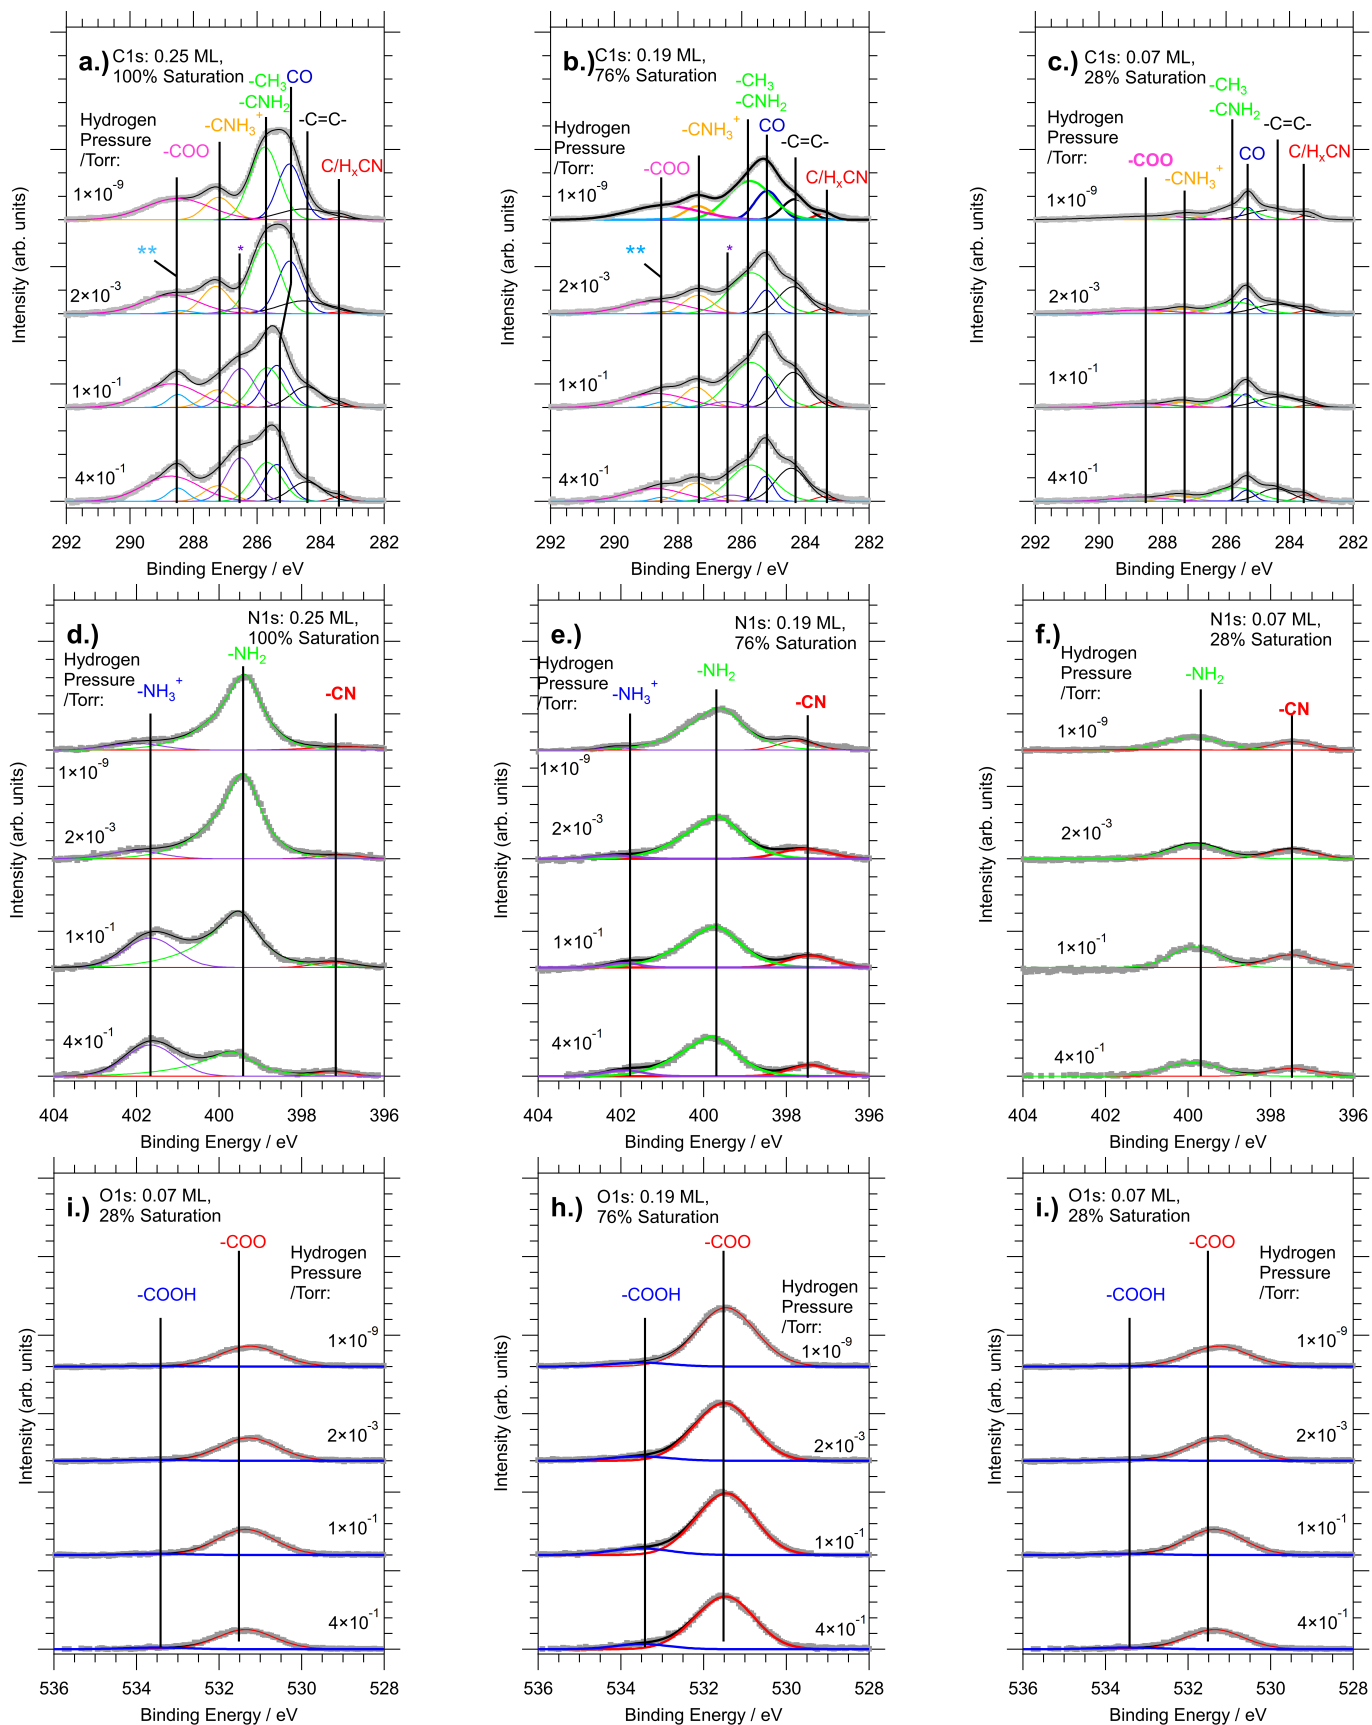 a.)
C1s: 0.25 ML,
100% Saturation
-CH3
CO
-CNH2
-CNH3+
-C=C-
-COO
C/HxCN
Hydrogen
Pressure
/Torr:
1×10-9
**
*
2×10-3
1×10-1
4×10-1
Intensity (arb. units)
292 290 288 286 284 282
Binding Energy / eV
b.)
C1s: 0.19 ML,
76% Saturation
-CH3
-CNH2
-CNH3+
CO
-C=C-
-COO
C/HxCN
Hydrogen
Pressure
/Torr:
1×10-9
**
*
2×10-3
1×10-1
4×10-1
Intensity (arb. units)
292 290 288 286 284 282
Binding Energy / eV
c.)
C1s: 0.07 ML,
28% Saturation
-CH3
-CNH2
-C=C-
Hydrogen
Pressure
/Torr:
-COO
CO
C/HxCN
-CNH3+
1×10-9
2×10-3
1×10-1
4×10-1
Intensity (arb. units)
292 290 288 286 284 282
Binding Energy / eV
d.)
N1s: 0.25 ML,
100% Saturation
-NH2
Hydrogen
Pressure
/Torr:
-NH3+
-CN
1×10-9
2×10-3
1×10-1
4×10-1
Intensity (arb. units)
404 402 400 398 396
Binding Energy / eV
e.)
N1s: 0.19 ML,
76% Saturation
Hydrogen
Pressure
/Torr:
-NH3+
-NH2
-CN
1×10-9
2×10-3
1×10-1
4×10-1
Intensity (arb. units)
404 402 400 398 396
Binding Energy / eV
f.)
N1s: 0.07 ML,
28% Saturation
Hydrogen
Pressure
/Torr:
-NH2
-CN
1×10-9
2×10-3
1×10-1
4×10-1
Intensity (arb. units)
404 402 400 398 396
Binding Energy / eV
i.)
O1s: 0.07 ML,
28% Saturation
-COO
Hydrogen
Pressure
/Torr:
-COOH
1×10-9
2×10-3
1×10-1
4×10-1
Intensity (arb. units)
536 534 532 530 528
Binding Energy / eV
h.)
O1s: 0.19 ML,
76% Saturation
-COO
-COOH
Hydrogen
Pressure
/Torr:
1×10-9
2×10-3
1×10-1
4×10-1
Intensity (arb. units)
536 534 532 530 528
Binding Energy / eV
i.)
O1s: 0.07 ML,
28% Saturation
-COO
Hydrogen
Pressure
/Torr:
-COOH
1×10-9
2×10-3
1×10-1
4×10-1
Intensity (arb. units)
536 534 532 530 528
Binding Energy / eV